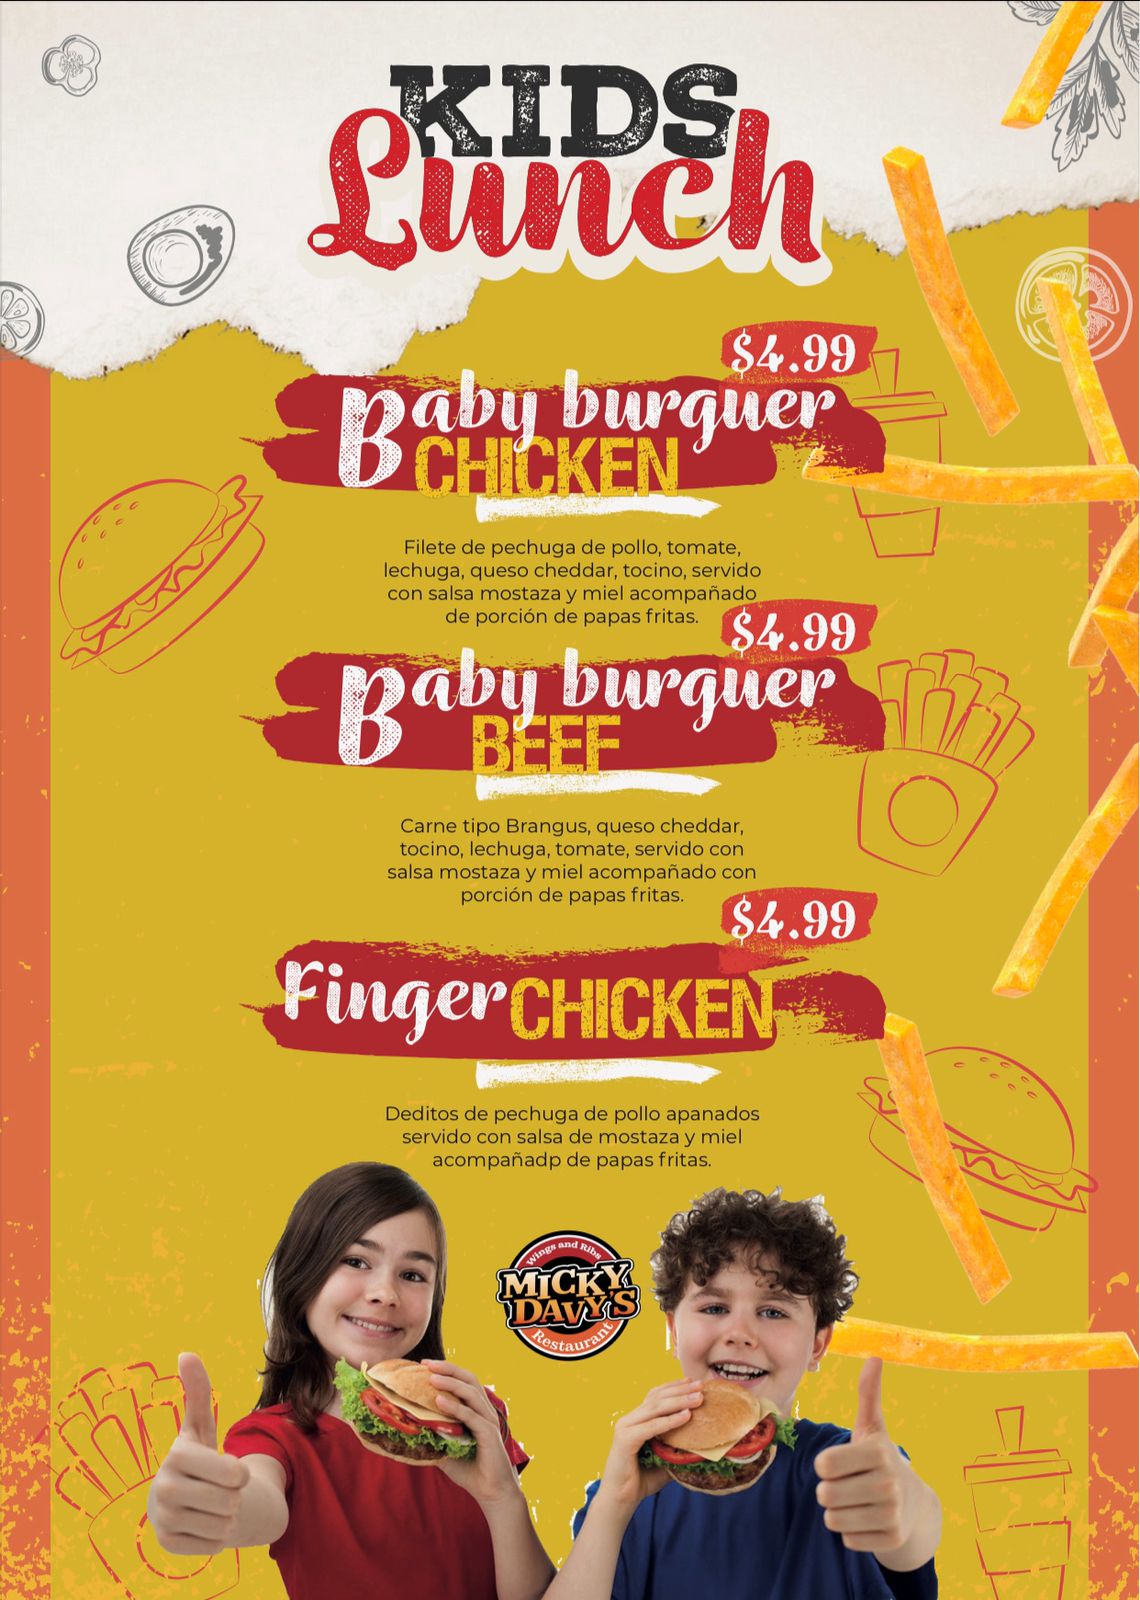 KIDS
Lunch
$4.99
Baby burguer
CHICKEN
Filete de pechuga de pollo, tomate,
lechuga, queso cheddar, tocino, servido
con salsa mostaza y miel acompañado
de porción de papas fritas.
$4.99
Baby burguer
BEEF
Carne tipo Brangus, queso cheddar,
tocino, lechuga, tomate, servido con
salsa mostaza y miel acompañado con
porción de papas fritas.
$4.99
Finger CHICKEN
Deditos de pechuga de pollo apanados
servido con salsa de mostaza y miel
acompañadp de papas fritas.
Wings and Ribs
MICKY
DAVY'S
Restaurant